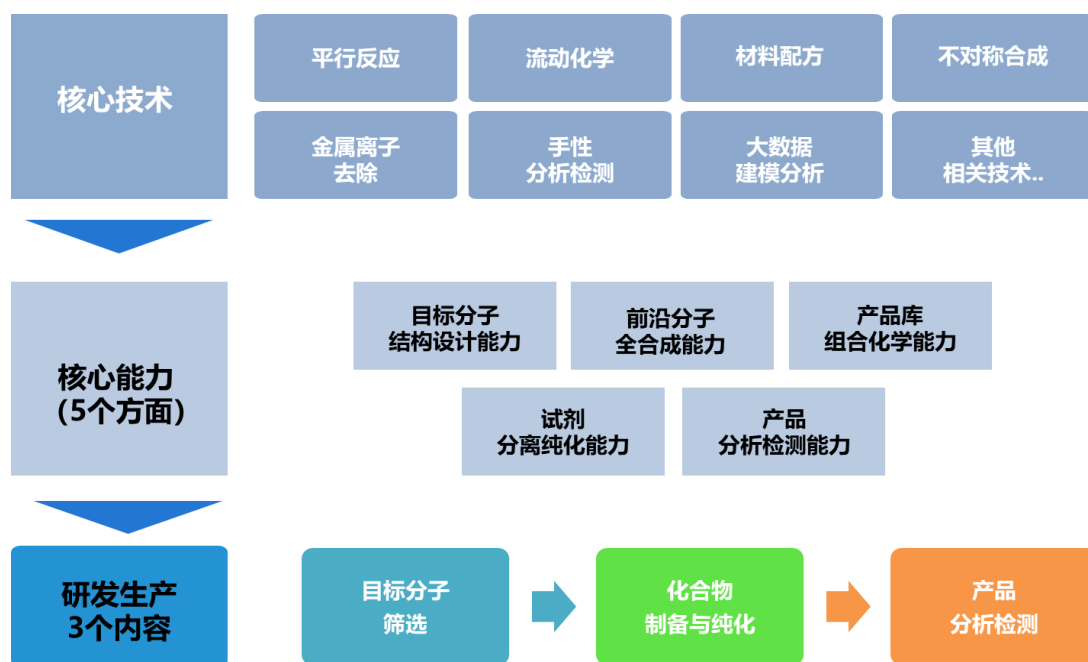 核心技术
平行反应
流动化学
材料配方
不对称合成
金属离子
去除
手性
分析检测
大数据
建模分析
其他
相关技术..
核心能力
（5个方面）
目标分子
结构设计能力
前沿分子
全合成能力
产品库
组合化学能力
试剂
分离纯化能力
产品
分析检测能力
研发生产
3个内容
目标分子
筛选
化合物
制备与纯化
产品
分析检测